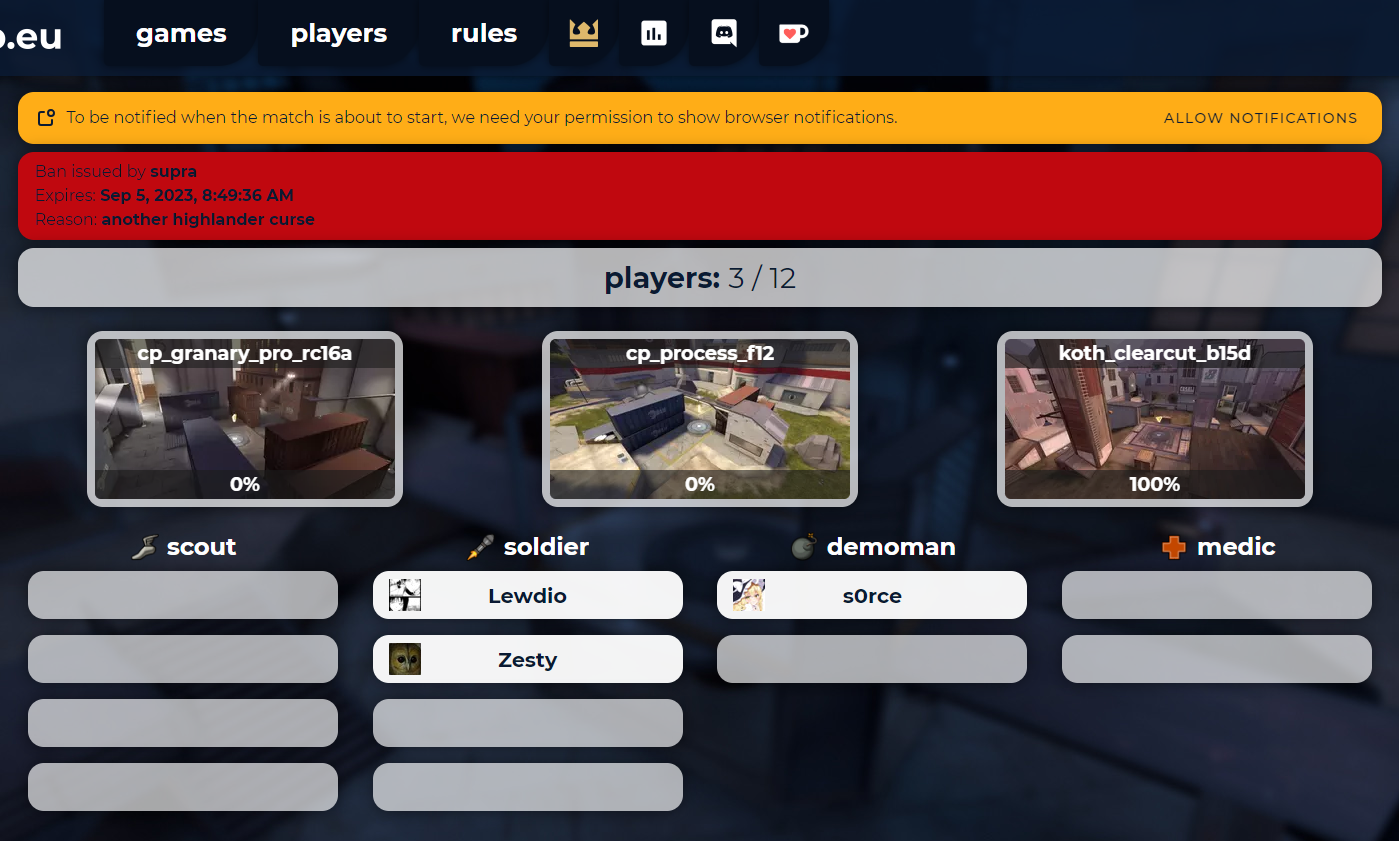 .eu
games
players
rules
To be notified when the match is about to start, we need your permission to show browser notifications.
ALLOW NOTIFICATIONS
Ban issued by supra
Expires: Sep 5, 2023, 8:49:36 AM
Reason: another highlander curse
players: 3 / 12
cp_granary_pro_rc16a
cp_process_f12
koth_clearcut_b15d
0%
0%
100%
scout
soldier
demoman
medic
Lewdio
s0rce
Zesty